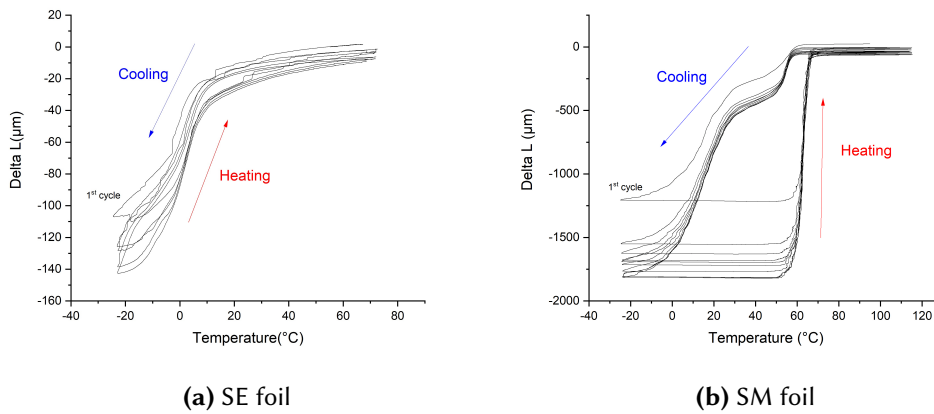 20
0
-20
-40
-60
-80
-100
-120
-140
-160
Delta L(μm)
Cooling
Heating
1st cycle
-40 -20 0 20 40 60 80
Temperature(°C)
(a) SE foil
0
-500
-1000
-1500
-2000
Delta L (μm)
Cooling
Heating
1st cycle
-40 -20 0 20 40 60 80 100 120
Temperature (°C)
(b) SM foil